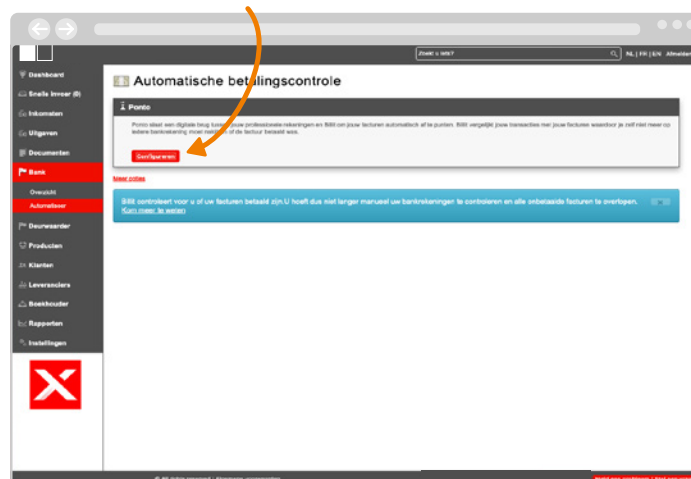 Zoekt u iets?
NL | FR | EN Afmelden
Dashboard
Snelle invoer (0)
Inkomsten
Uitgaven
Documenten
Bank
Overzicht
Automatiseer
Deurwaarder
Producten
Klanten
Leveranciers
Boekhouder
Rapporten
Instellingen
Automatische betalingscontrole
Ponto
Ponto slaat een digitale brug tussen jouw professionele rekeningen en Billit om jouw facturen automatisch af te punten. Billit vergelijkt jouw transacties met jouw facturen waardoor je zelf niet meer op
iedere bankrekening moet nakijken of de factuur betaald was.
Configureren
Meer opties
Billit controleert voor u of uw facturen betaald zijn.U hoeft dus niet langer manueel uw bankrekeningen te controleren en alle onbetaalde facturen te overlopen.
Kom meer te weten